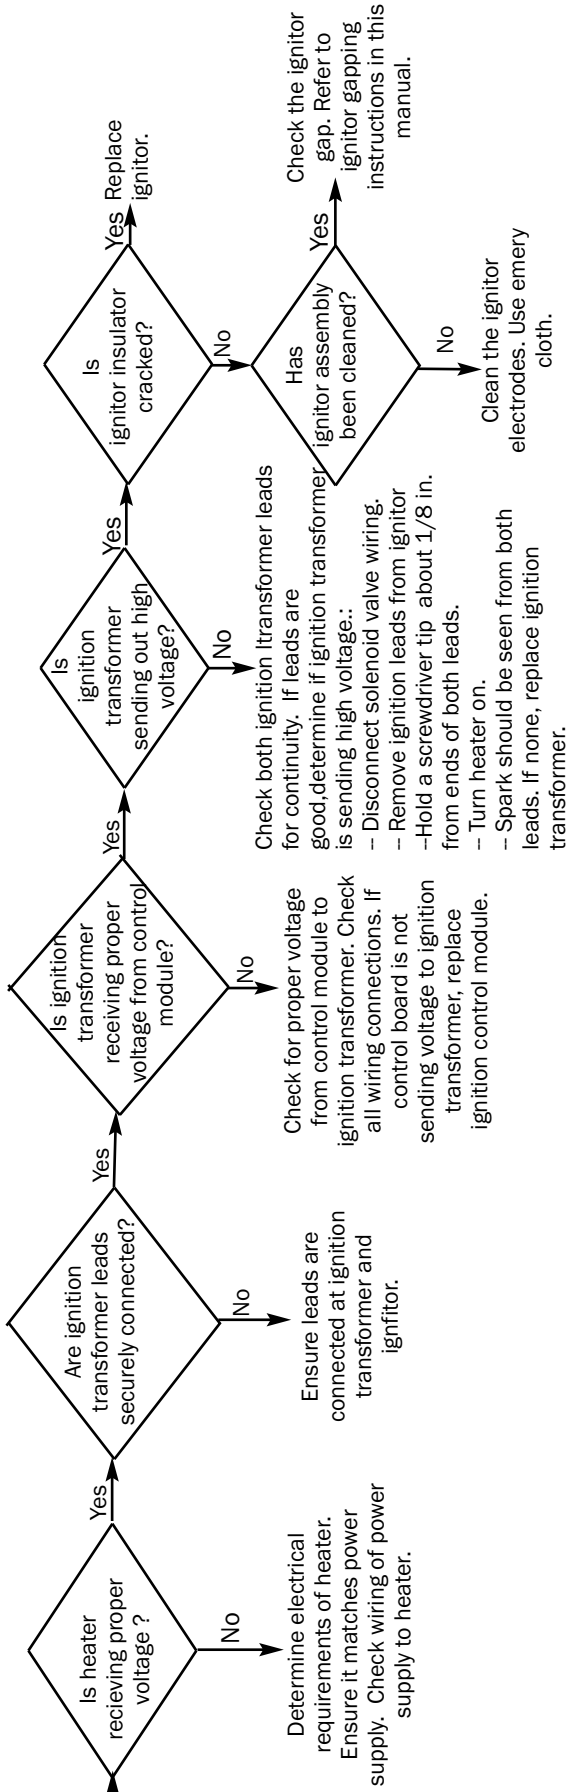 Is heater
recieving proper
voltage ?
Yes
No
Determine electrical
requirements of heater.
Ensure it matches power
supply.  Check wiring of power
supply to heater.
Are ignition
transformer leads
securely connected?
Yes
No
Ensure leads are
connected at ignition
transformer and
ignfitor.
Is ignition
transformer
receiving proper
voltage from control
module?
Yes
No
Check for proper voltage
from control module to
ignition transformer. Check
all wiring connections. If
control board is not
sending voltage to ignition
transformer, replace
ignition control module.
Is
ignition
transformer
sending out high
voltage?
Yes
No
Check both ignition ltransformer leads
for continuity.  If leads are
good,determine if ignition transformer
is sending high voltage.:
-- Disconnect solenoid valve wiring.
-- Remove ignition leads from ignitor
--Hold a screwdriver tip  about 1/8 in.
from ends of both leads.
-- Turn heater on.
-- Spark should be seen from both
leads. If none, replace ignition
transformer.
Is
ignitor insulator
cracked?
Yes
Replace
ignitor.
No
Has
ignitor assembly
been cleaned?
Yes
Check the ignitor
gap. Refer to
ignitor gapping
instructions in this
manual.
No
Clean the ignitor
electrodes. Use emery
cloth.